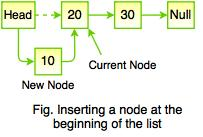 Head
20
30
Null
10
Current Node
New Node
Fig. Inserting a node at the
beginning of the list